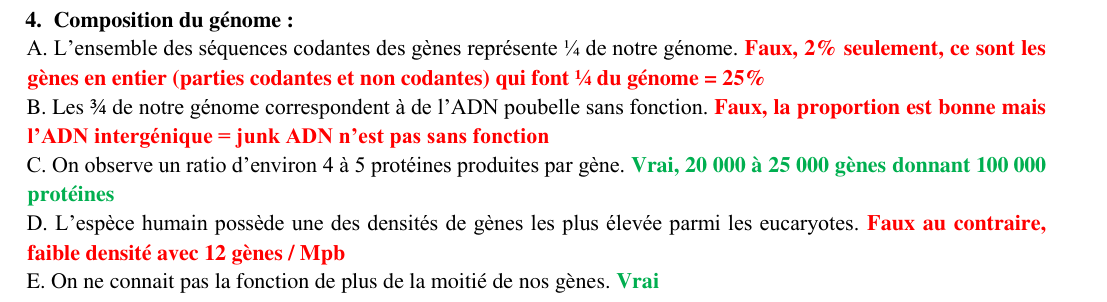 4. Composition du génome :
A. L’ensemble des séquences codantes des gènes représente ¼ de notre génome. Faux, 2% seulement, ce sont les
gènes en entier (parties codantes et non codantes) qui font ¼ du génome = 25%
B. Les ¾ de notre génome correspondent à de l’ADN poubelle sans fonction. Faux, la proportion est bonne mais
l’ADN intergénique = junk ADN n’est pas sans fonction
C. On observe un ratio d’environ 4 à 5 protéines produites par gène. Vrai, 20 000 à 25 000 gènes donnant 100 000
protéines
D. L’espèce humain possède une des densités de gènes les plus élevée parmi les eucaryotes. Faux au contraire,
faible densité avec 12 gènes / Mpb
E. On ne connait pas la fonction de plus de la moitié de nos gènes. Vrai